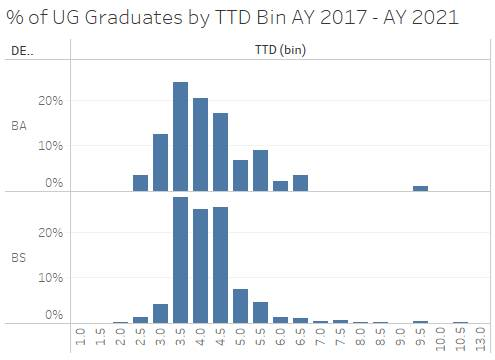 % of UG Graduates by TTD Bin AY 2017 - AY 2021
DE..
TTD (bin)
BA
20%
10%
0%
BS
20%
10%
0%
1.0 1.5 2.0 2.5 3.0 3.5 4.0 4.5 5.0 5.5 6.0 6.5 7.0 7.5 8.0 8.5 9.0 9.5 10.0 10.5 13.0